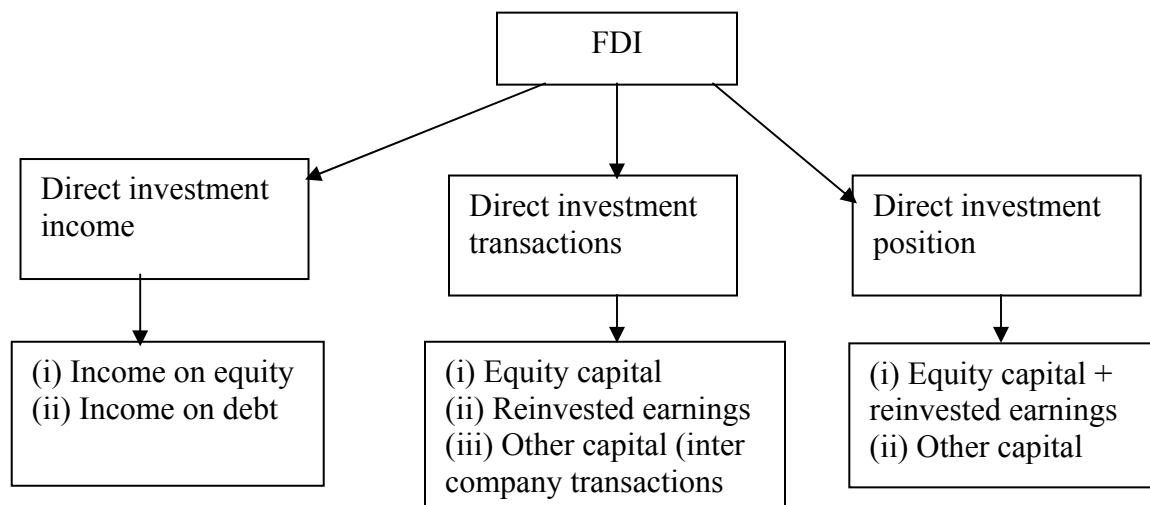 FDI
Direct investment
income
Direct investment
transactions
Direct investment
position
(i) Income on equity
(ii) Income on debt
(i) Equity capital
(ii) Reinvested earnings
(iii) Other capital (inter
company transactions
(i) Equity capital +
reinvested earnings
(ii) Other capital